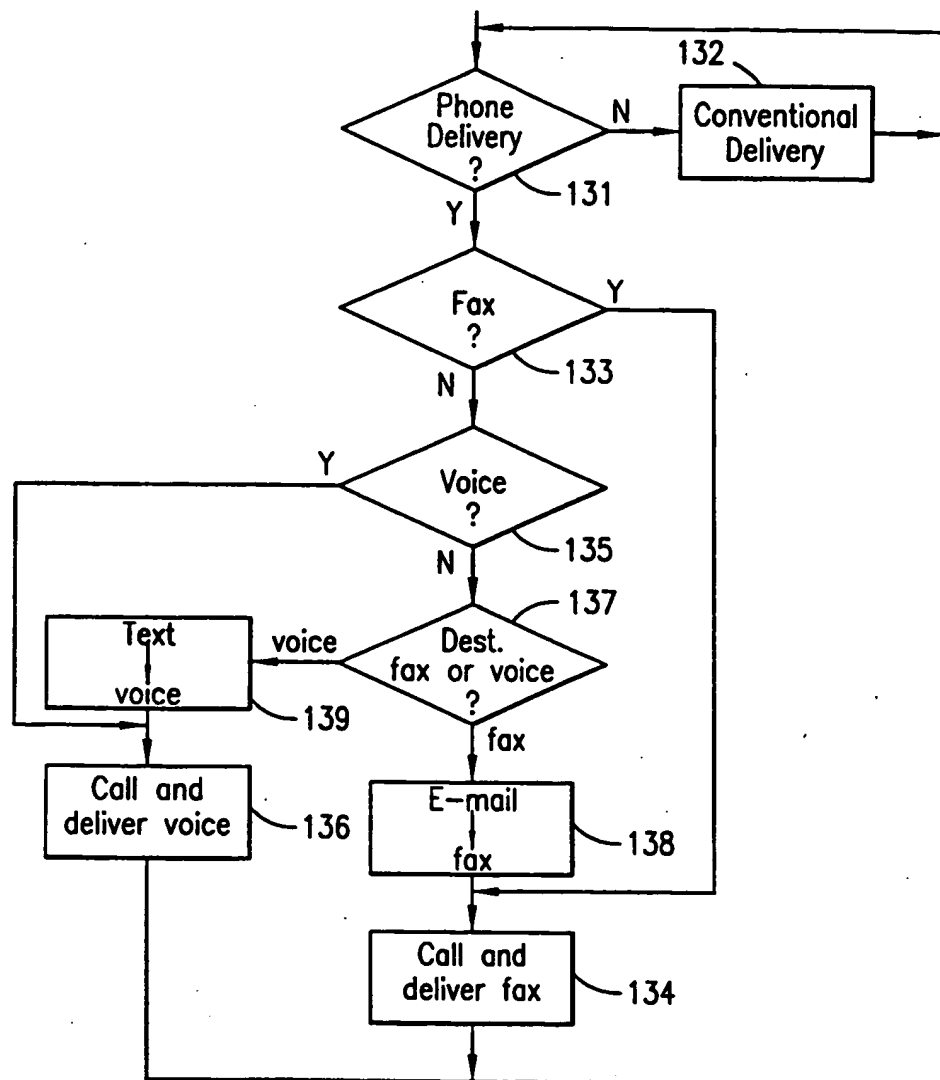 132
Phone
Delivery
?
N
Conventional
Delivery
131
Y
Fax
?
Y
133
N
Y
Voice
?
135
N
137
Text
voice
voice
Dest.
fax or voice
?
139
fax
Call and
deliver voice
136
E-mail
fax
138
Call and
deliver fax
134